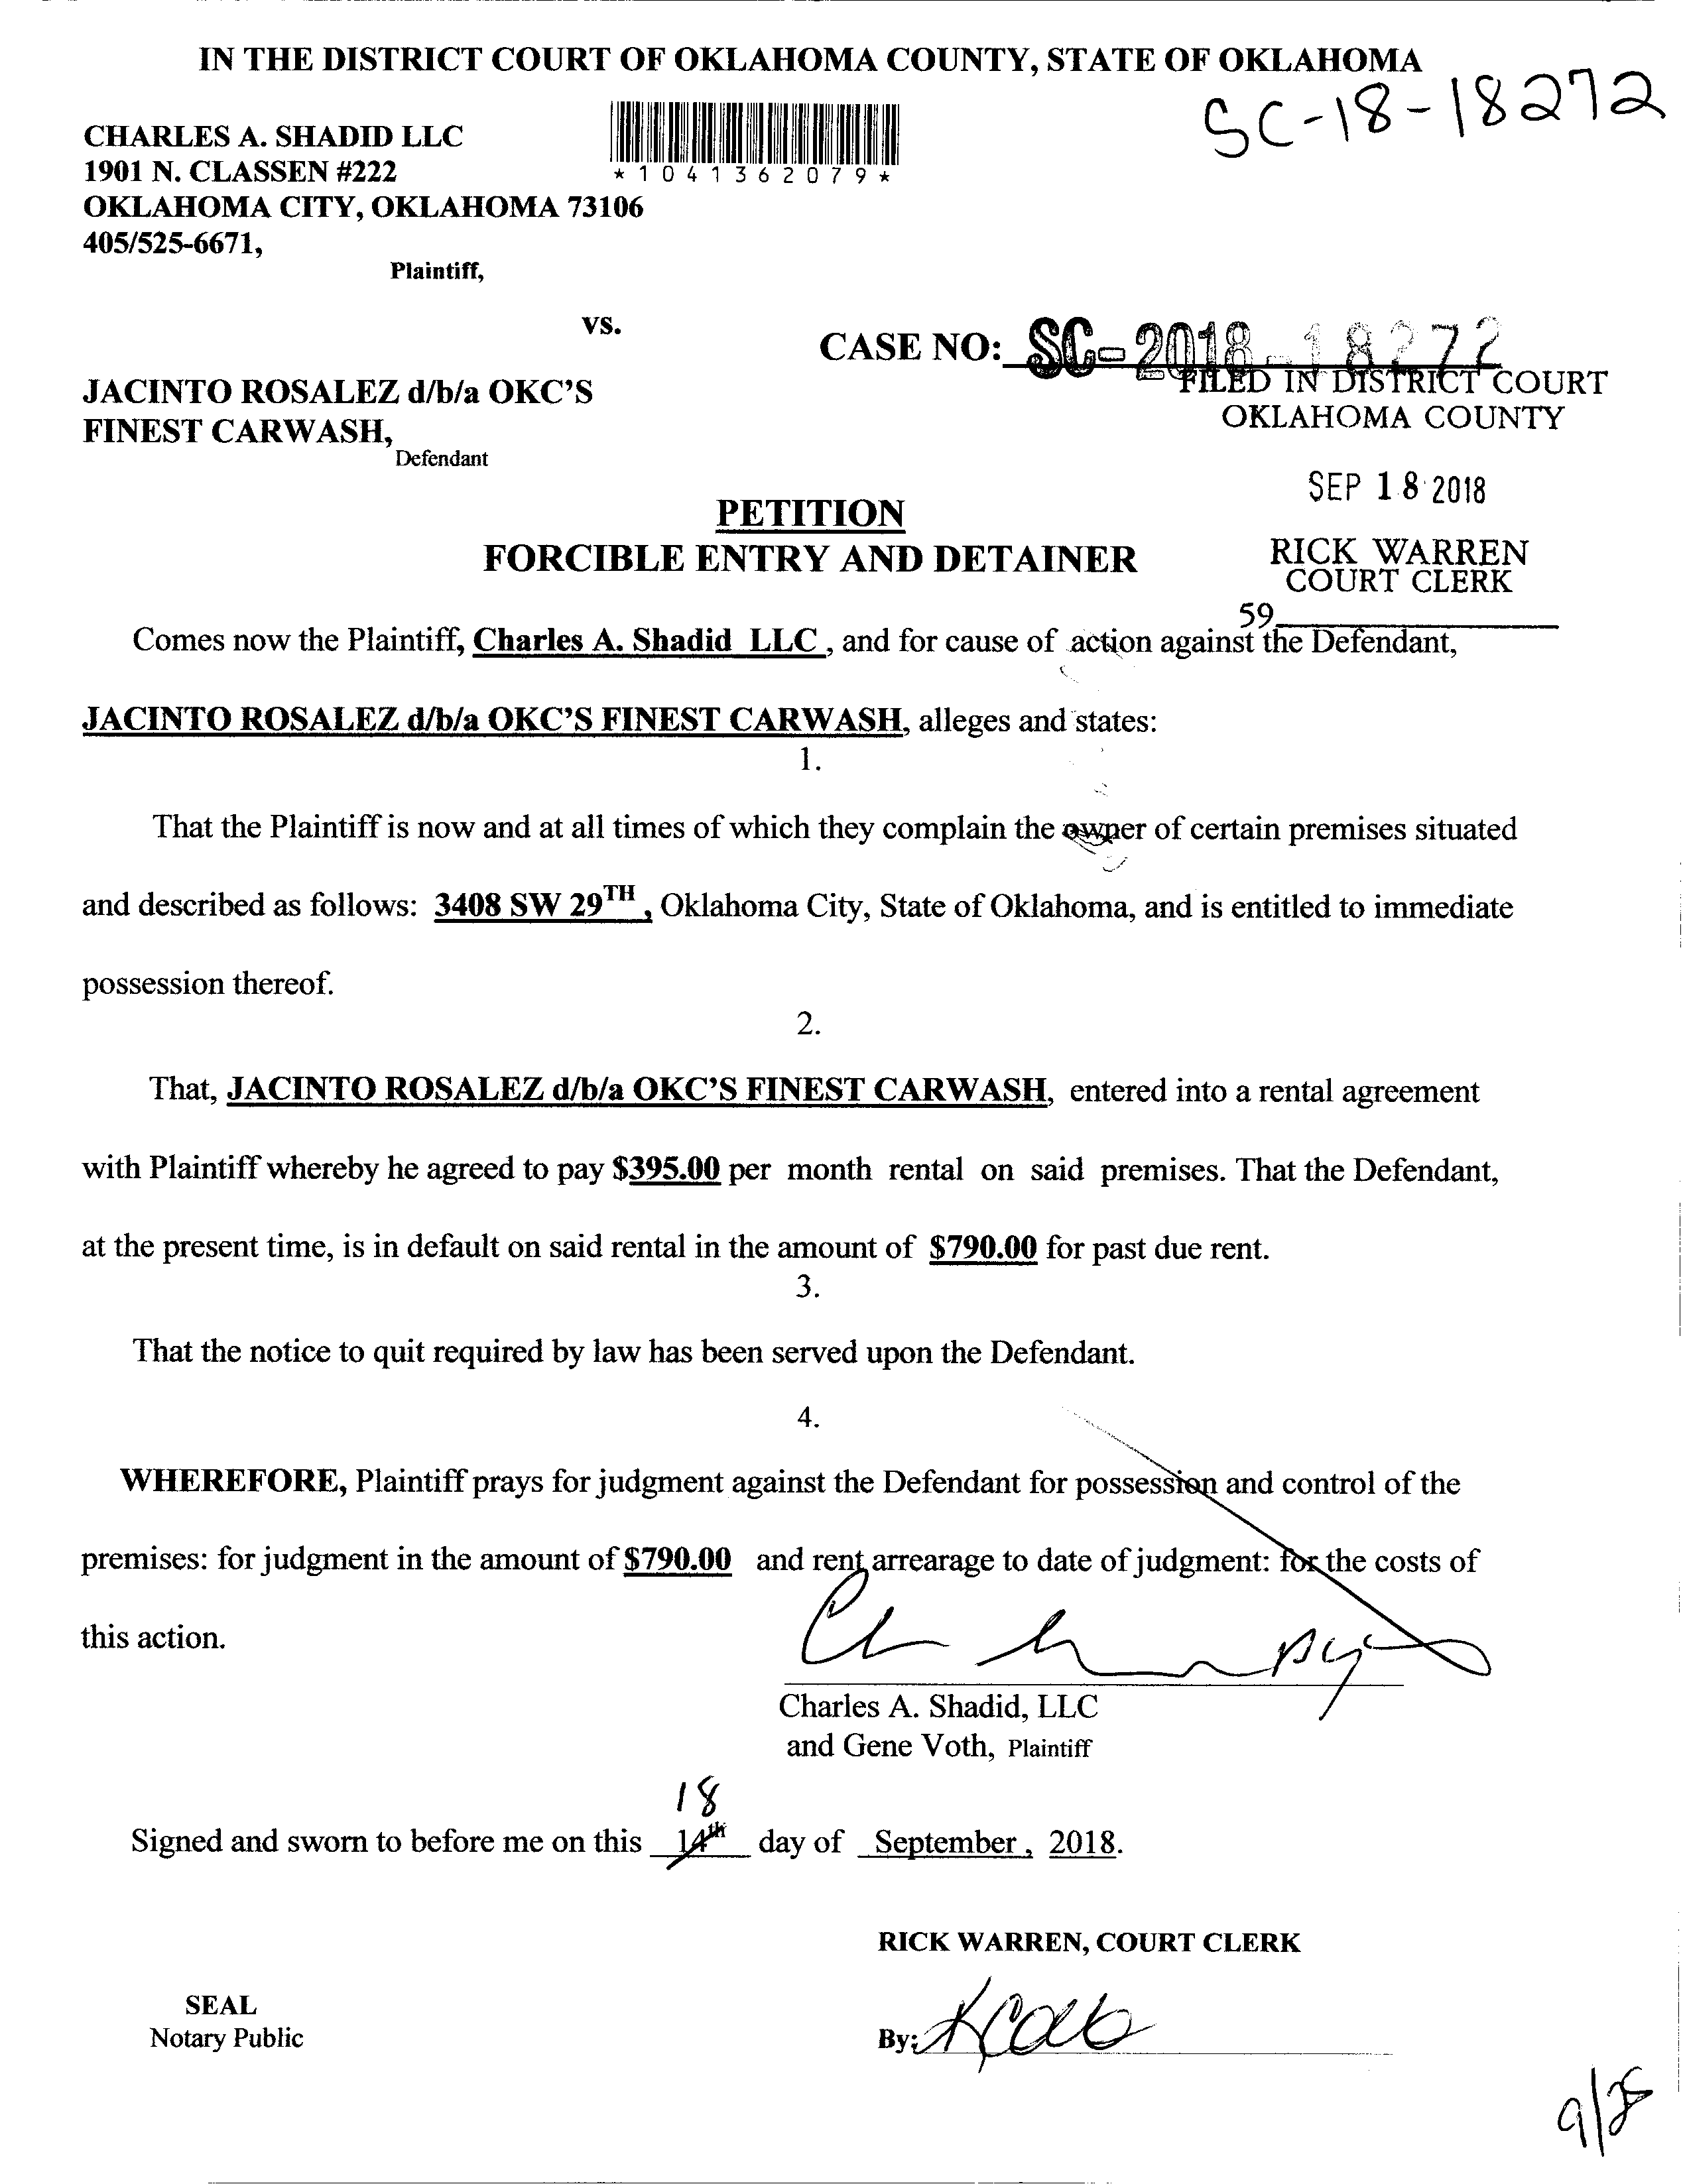 IN THE DISTRICT COURT OF OKLAHOMA COUNTY, STATE OF OKLAHOMA
SC-18-18272
CHARLES A. SHADID LLC
1901 N. CLASSEN #222
OKLAHOMA CITY, OKLAHOMA 73106
405/525-6671,
*1041362079*
Plaintiff,
vs.
CASE NO: SC-2018-18272
JACINTO ROSALEZ d/b/a OKC'S
FINEST CARWASH,
Defendant
FILED IN DISTRICT COURT
OKLAHOMA COUNTY
SEP 18 2018
RICK WARREN
COURT CLERK
59
PETITION
FORCIBLE ENTRY AND DETAINER
Comes now the Plaintiff, Charles A. Shadid LLC , and for cause of action against the Defendant,
JACINTO ROSALEZ d/b/a OKC'S FINEST CARWASH, alleges and states:
1.
That the Plaintiff is now and at all times of which they complain the owner of certain premises situated
and described as follows: 3408 SW 29TH , Oklahoma City, State of Oklahoma, and is entitled to immediate
possession thereof.
2.
That, JACINTO ROSALEZ d/b/a OKC'S FINEST CARWASH, entered into a rental agreement
with Plaintiff whereby he agreed to pay $395.00 per month rental on said premises. That the Defendant,
at the present time, is in default on said rental in the amount of $790.00 for past due rent.
3.
That the notice to quit required by law has been served upon the Defendant.
4.
WHEREFORE, Plaintiff prays for judgment against the Defendant for possession and control of the
premises: for judgment in the amount of $790.00 and rent arrearage to date of judgment: for the costs of
this action.
Charles A. Shadid, LLC
and Gene Voth, Plaintiff
18
Signed and sworn to before me on this 14th day of September , 2018.
RICK WARREN, COURT CLERK
SEAL
Notary Public
By: